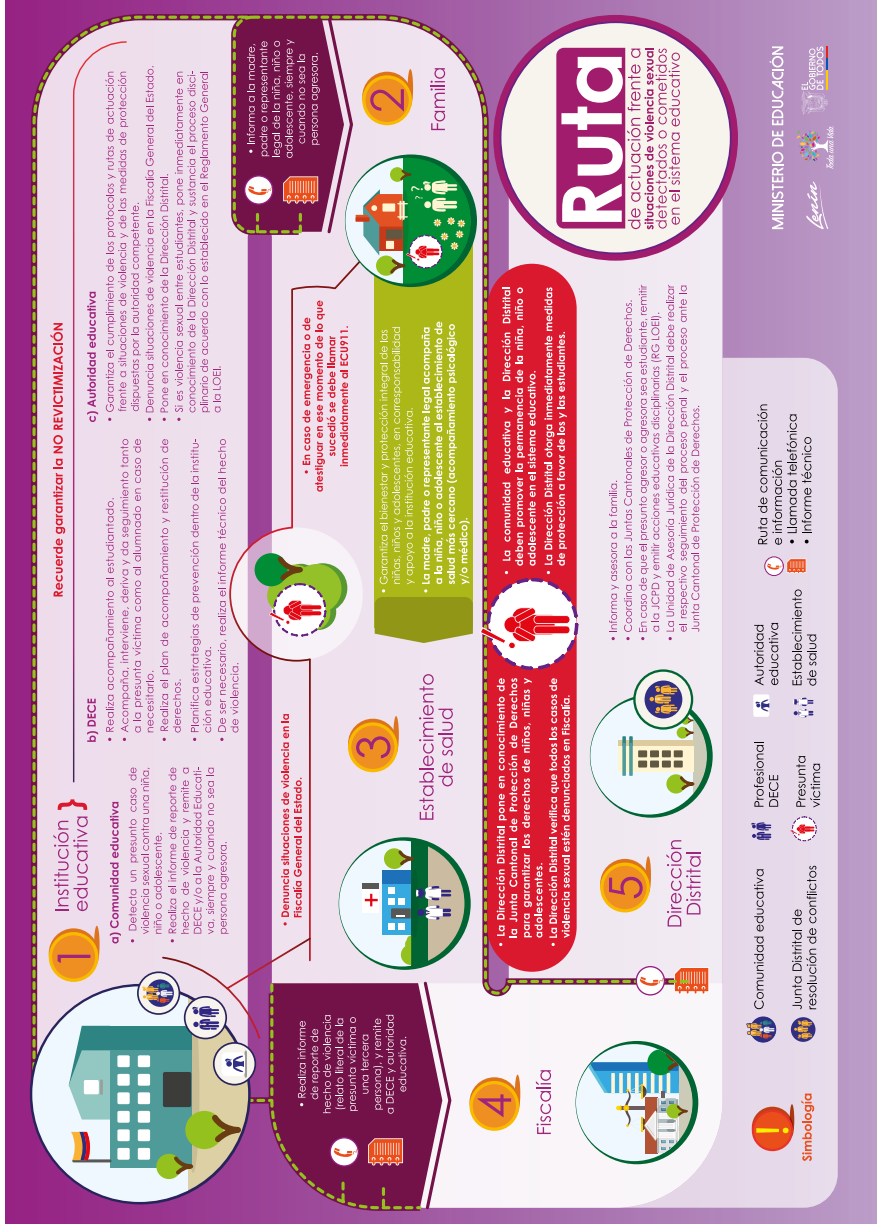 Recuerde garantizar la NO REVICTIMIZACIÓN
1
Institución
educativa }
a) Comunidad educativa
• Detecta un presunto caso de
violencia sexual contra una niña,
niño o adolescente.
• Realiza el informe de reporte de
hecho de violencia y remite a
DECE y/o a la Autoridad Educati-
va, siempre y cuando no sea la
persona agresora.
b) DECE
• Realiza acompañamiento al estudiantado.
• Acompaña, interviene, deriva y da seguimiento tanto
a la presunta víctima como al alumnado en caso de
necesitarlo.
• Realiza el plan de acompañamiento y restitución de
derechos.
• Planifica estrategias de prevención dentro de la institu-
ción educativa.
• De ser necesario, realiza el informe técnico del hecho
de violencia.
c) Autoridad educativa
• Garantiza el cumplimiento de los protocolos y rutas de actuación
frente a situaciones de violencia y de las medidas de protección
dispuestas por la autoridad competente.
• Denuncia situaciones de violencia en la Fiscalía General del Estado.
• Pone en conocimiento de la Dirección Distrital.
• Si es violencia sexual entre estudiantes, pone inmediatamente en
conocimiento de la Dirección Distrital y sustancia el proceso disci-
plinario de acuerdo con lo establecido en el Reglamento General
a la LOEI.
• Informa a la madre,
padre o representante
legal de la niña, niño o
adolescente, siempre y
cuando no sea la
persona agresora.
2
Familia
• En caso de emergencia o de
atestiguar en ese momento de lo que
sucedió se debe llamar
inmediatamente al ECU911.
• Garantiza el bienestar y protección integral de las
niñas, niños y adolescentes, en corresponsabilidad
y apoyo a la institución educativa.
• La madre, padre o representante legal acompaña
a la niña, niño o adolescente al establecimiento de
salud más cercano (acompañamiento psicológico
y/o médico).
• Denuncia situaciones de violencia en la
Fiscalía General del Estado.
3
Establecimiento
de salud
• Realiza informe
de reporte de
hecho de violencia
(relato literal de la
presunta víctima o
una tercera
persona), y remite
a DECE y autoridad
educativa.
4
Fiscalía
• La Dirección Distrital pone en conocimiento de
la Junta Cantonal de Protección de Derechos
para garantizar los derechos de niños, niñas y
adolescentes.
• La Dirección Distrital verifica que todos los casos de
violencia sexual estén denunciados en Fiscalía.
• La comunidad educativa y la Dirección Distrital
deben promover la permanencia de la niña, niño o
adolescente en el sistema educativo.
• La Dirección Distrital otorga inmediatamente medidas
de protección a favor de los y las estudiantes.
5
Dirección
Distrital
• Informa y asesora a la familia.
• Coordina con las Juntas Cantonales de Protección de Derechos.
• En caso de que el presunto agresor o agresora sea estudiante, remitir
a la JCPD y emitir acciones educativas disciplinarias (RG LOEI).
• La Unidad de Asesoría Jurídica de la Dirección Distrital debe realizar
el respectivo seguimiento del proceso penal y el proceso ante la
Junta Cantonal de Protección de Derechos.
Ruta
de actuación frente a
situaciones de violencia sexual
detectados o cometidos
en el sistema educativo
!
Simbología
Comunidad educativa
Junta Distrital de
resolución de conflictos
Profesional
DECE
Presunta
víctima
Autoridad
educativa
Establecimiento
de salud
Ruta de comunicación
e información
• Llamada telefónica
• Informe técnico
MINISTERIO DE EDUCACIÓN
Lenín
Toda una Vida
EL
GOBIERNO
DE TODOS